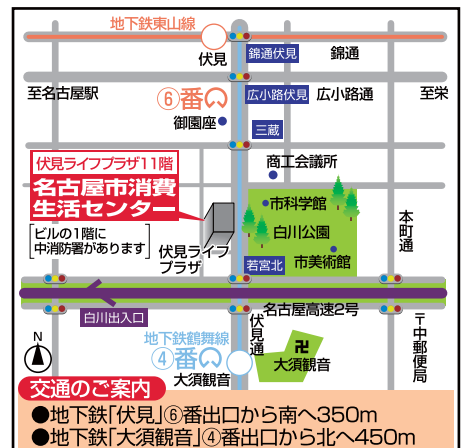 地下鉄東山線
伏見
錦通伏見
錦通
至名古屋駅
⑥番
広小路伏見
広小路通
至栄
御園座
三蔵
商工会議所
伏見ライフプラザ11階
名古屋市消費
生活センター
ビルの1階に
中消防署があります
伏見ライフ
プラザ
市科学館
白川公園
市美術館
若宮北
本町通
白川出入口
名古屋高速2号
N
地下鉄鶴舞線
④番
大須観音
伏見通
卍
大須観音
〒中郵便局
交通のご案内
●地下鉄「伏見」⑥番出口から南へ350m
●地下鉄「大須観音」④番出口から北へ450m